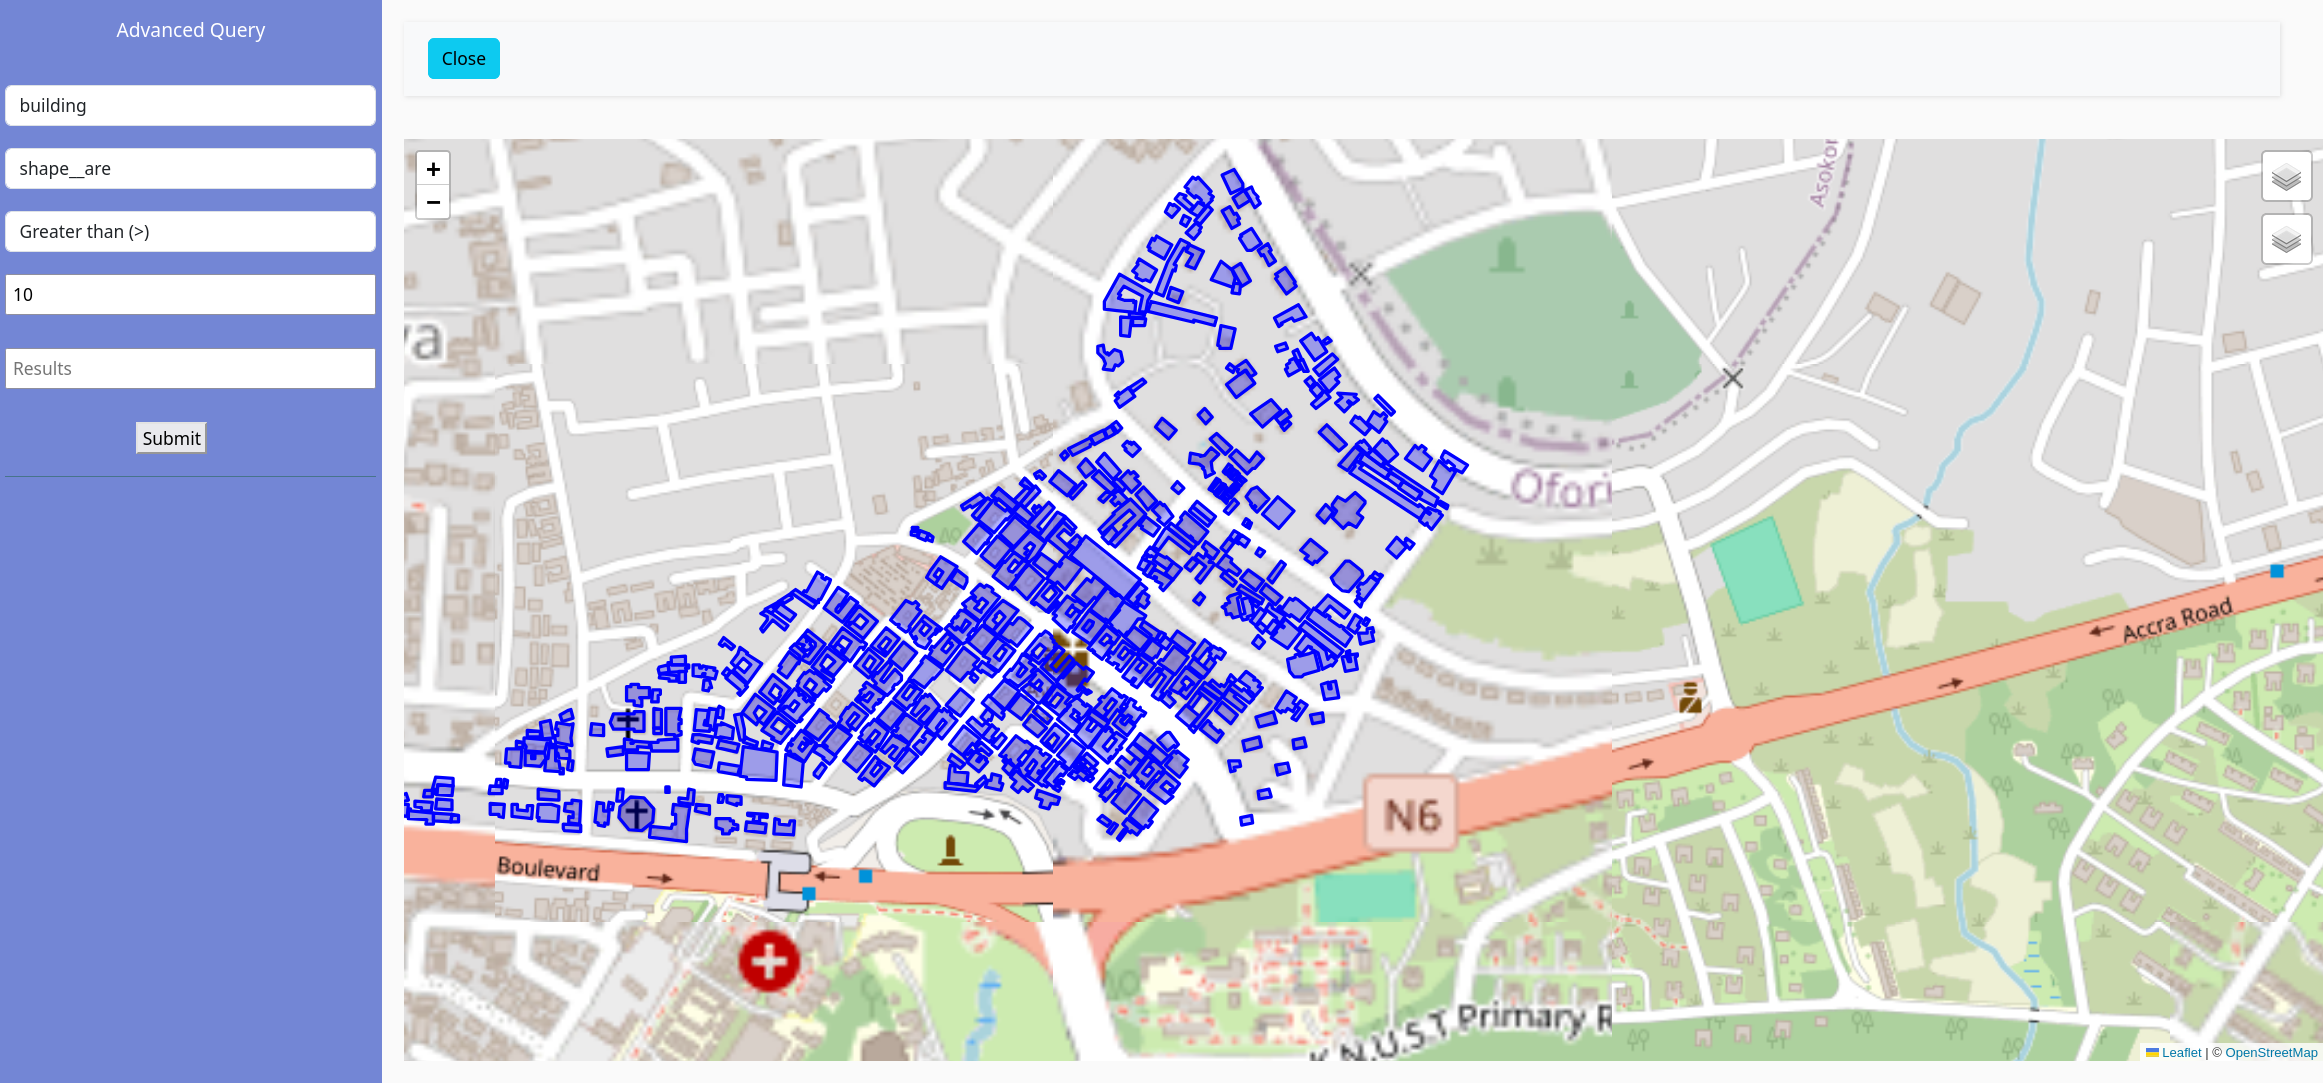 Advanced Query
building
shape__are
Greater than (>)
10
Results
Submit
Close
+
−
Asokor
va
Ofori
Accra Road
N6
Boulevard
K.N.U.S.T Primary R
Leaflet | © OpenStreetMap